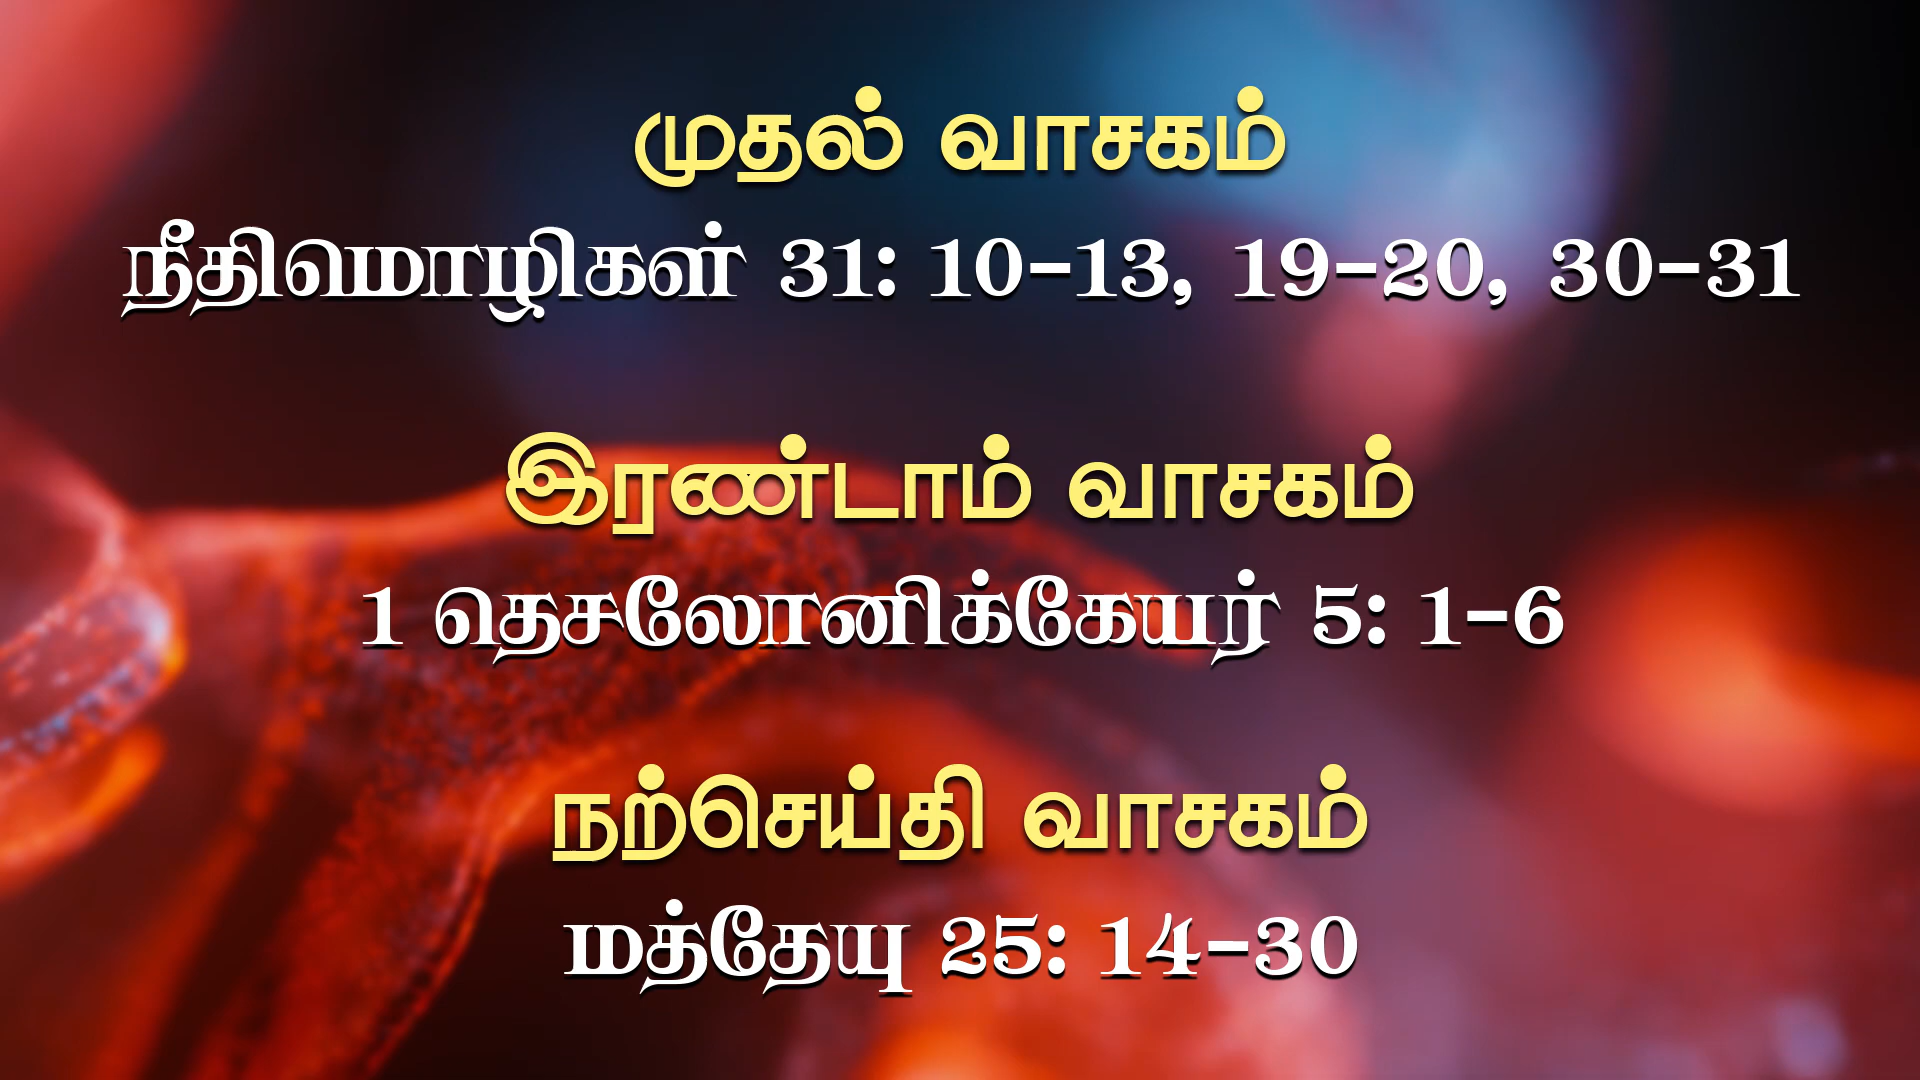 முதல் வாசகம்
நீதிமொழிகள் 31: 10-13, 19-20, 30-31
இரண்டாம் வாசகம்
1 தெசலோனிக்கேயர் 5: 1-6
நற்செய்தி வாசகம்
மத்தேயு 25: 14-30